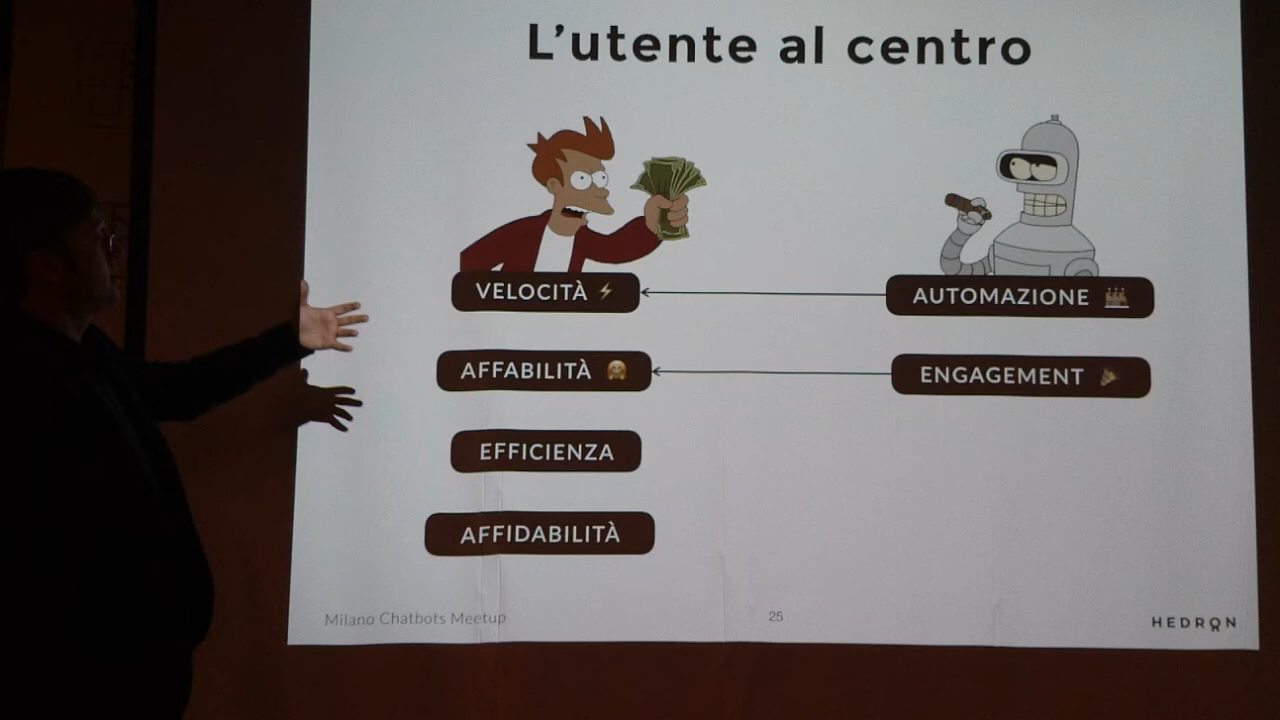 L'utente al centro
VELOCITÀ ⚡
AUTOMAZIONE 🏭
AFFABILITÀ 🤗
ENGAGEMENT 🎉
EFFICIENZA
AFFIDABILITÀ
Milano Chatbots Meetup
25
HEDRON